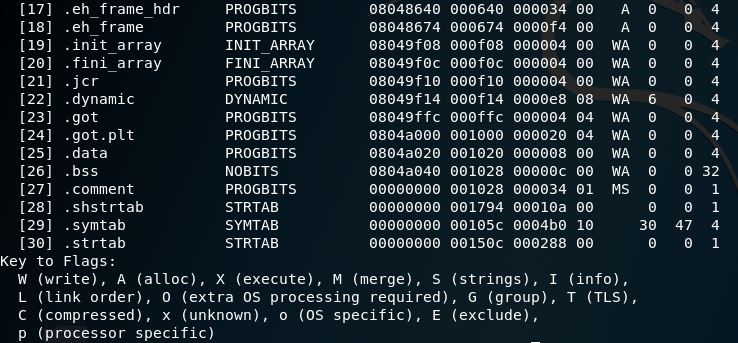 [17] .eh_frame_hdr     PROGBITS        08048640 000640 000034 00   A  0   0  4
[18] .eh_frame         PROGBITS        08048674 000674 0000f4 00   A  0   0  4
[19] .init_array       INIT_ARRAY      08049f08 000f08 000004 00  WA  0   0  4
[20] .fini_array       FINI_ARRAY      08049f0c 000f0c 000004 00  WA  0   0  4
[21] .jcr              PROGBITS        08049f10 000f10 000004 00  WA  0   0  4
[22] .dynamic          DYNAMIC         08049f14 000f14 0000e8 08  WA  6   0  4
[23] .got              PROGBITS        08049ffc 000ffc 000004 04  WA  0   0  4
[24] .got.plt          PROGBITS        0804a000 001000 000020 04  WA  0   0  4
[25] .data             PROGBITS        0804a020 001020 000008 00  WA  0   0  4
[26] .bss              NOBITS          0804a040 001028 00000c 00  WA  0   0 32
[27] .comment          PROGBITS        00000000 001028 000034 01  MS  0   0  1
[28] .shstrtab         STRTAB          00000000 001794 00010a 00      0   0  1
[29] .symtab           SYMTAB          00000000 00105c 0004b0 10     30  47  4
[30] .strtab           STRTAB          00000000 00150c 000288 00      0   0  1
Key to Flags:
W (write), A (alloc), X (execute), M (merge), S (strings), I (info),
L (link order), O (extra OS processing required), G (group), T (TLS),
C (compressed), x (unknown), o (OS specific), E (exclude),
p (processor specific)